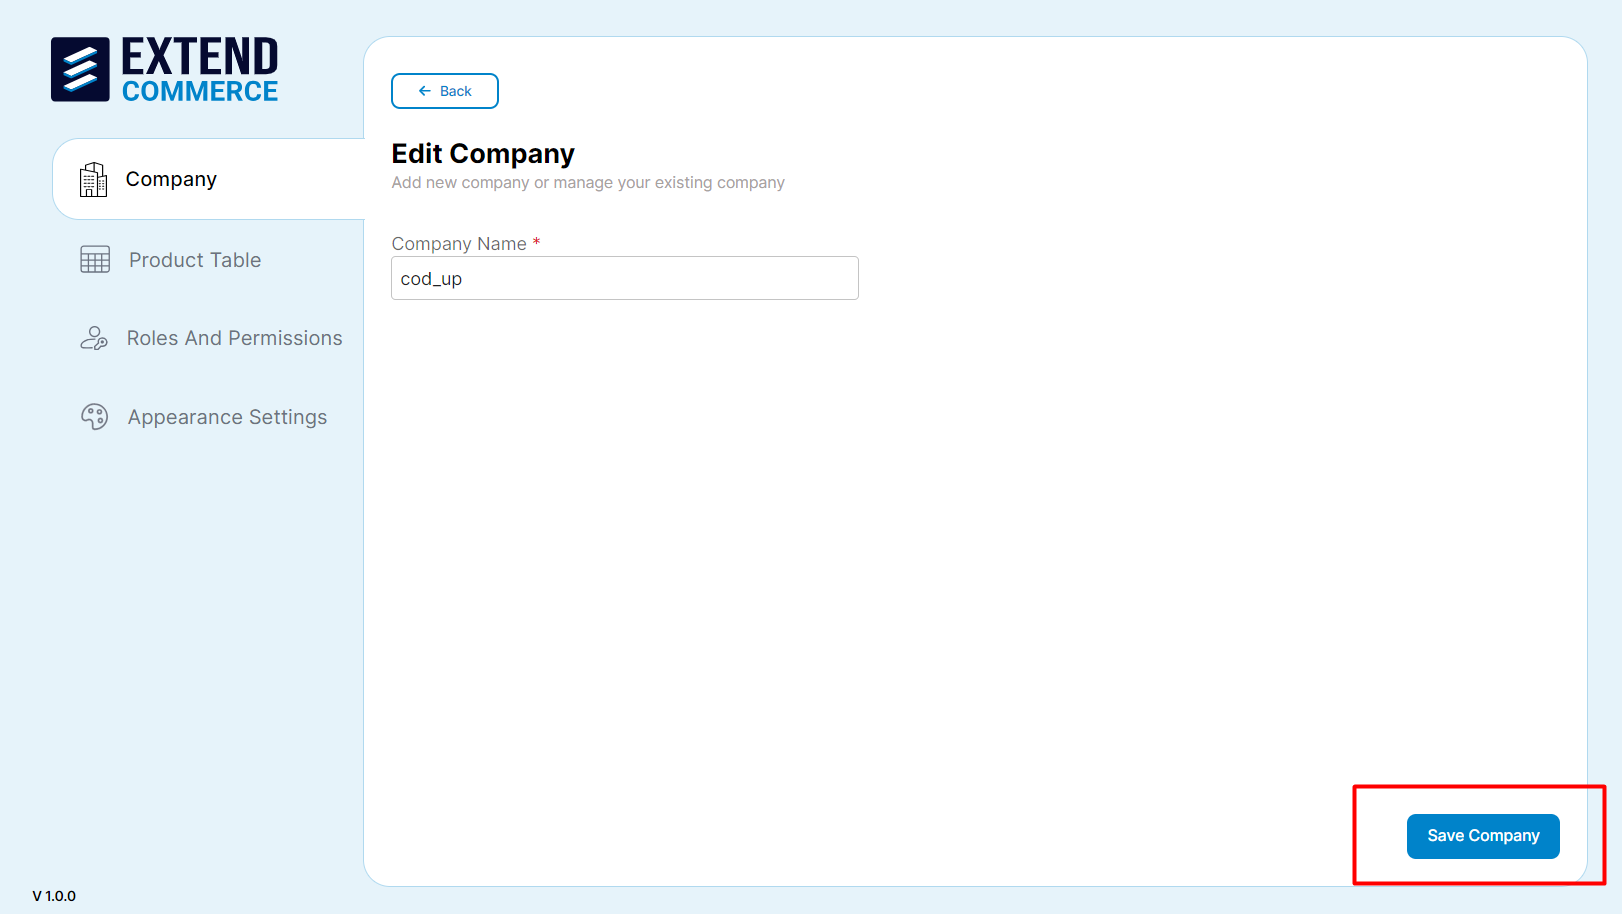 EXTEND
COMMERCE
Company
Product Table
Roles And Permissions
Appearance Settings
V 1.0.0
Back
Edit Company
Add new company or manage your existing company
Company Name *
cod_up
Save Company